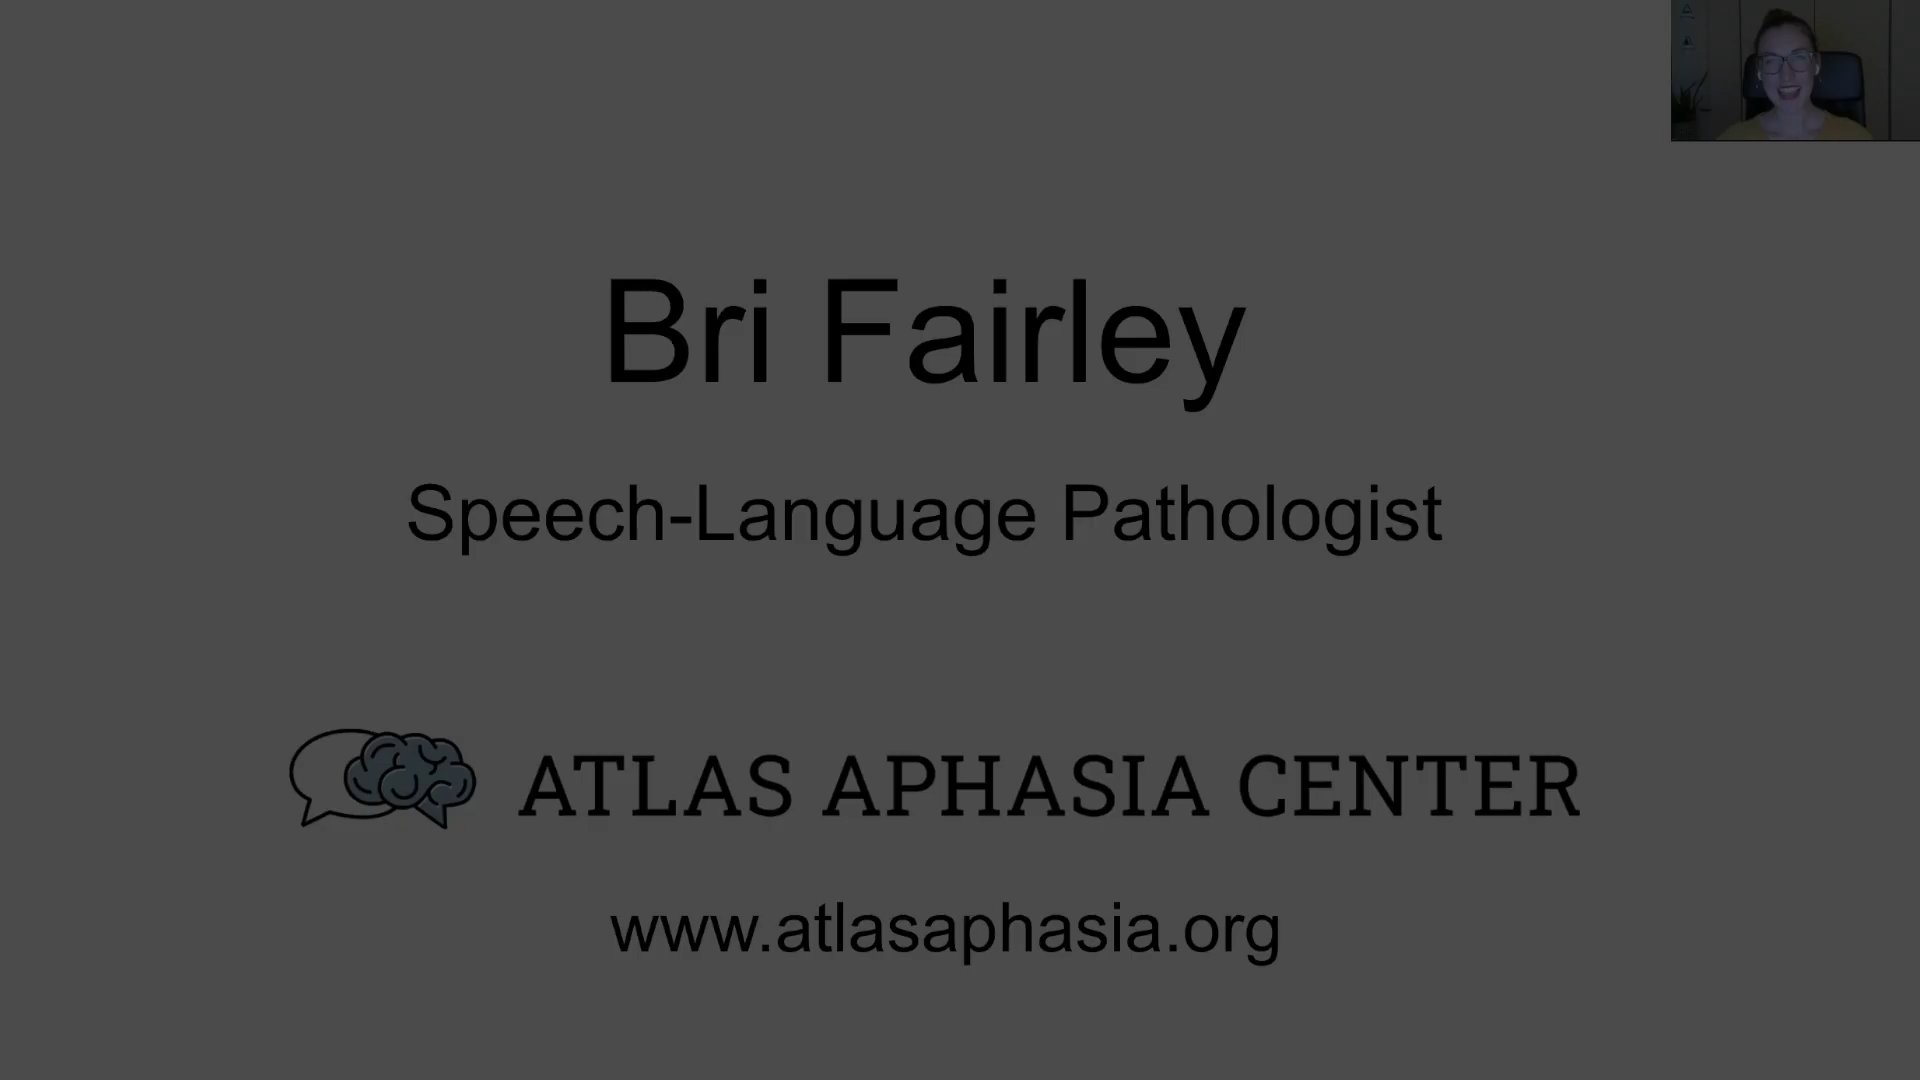 Bri Fairley
Speech-Language Pathologist
ATLAS APHASIA CENTER
www.atlasaphasia.org